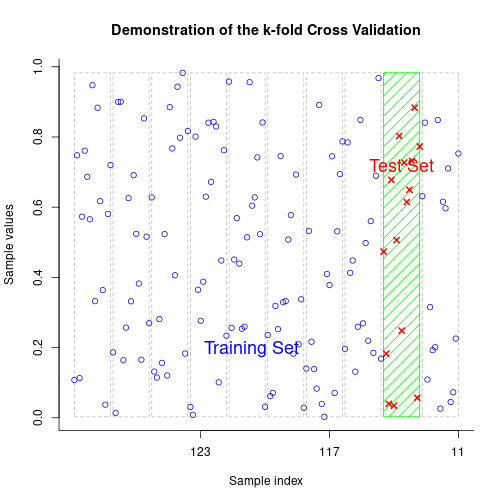 Demonstration of the k-fold Cross Validation
Sample values
1.0
0.8
0.6
0.4
0.2
0.0
Test Set
Training Set
123
117
11
Sample index